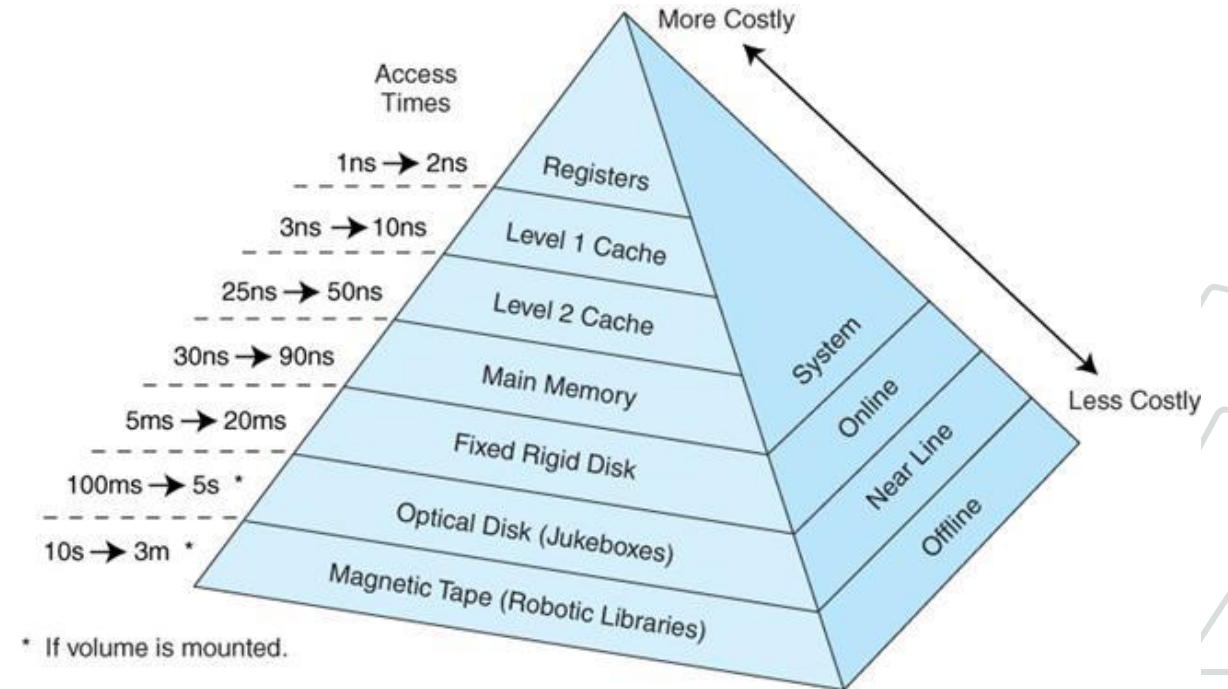 More Costly
Access
Times
1ns → 2ns
Registers
3ns → 10ns
Level 1 Cache
25ns → 50ns
Level 2 Cache
30ns → 90ns
Main Memory
System
5ms → 20ms
Fixed Rigid Disk
Online
Less Costly
100ms → 5s *
Optical Disk (Jukeboxes)
Near Line
10s → 3m *
Magnetic Tape (Robotic Libraries)
Offline
* If volume is mounted.